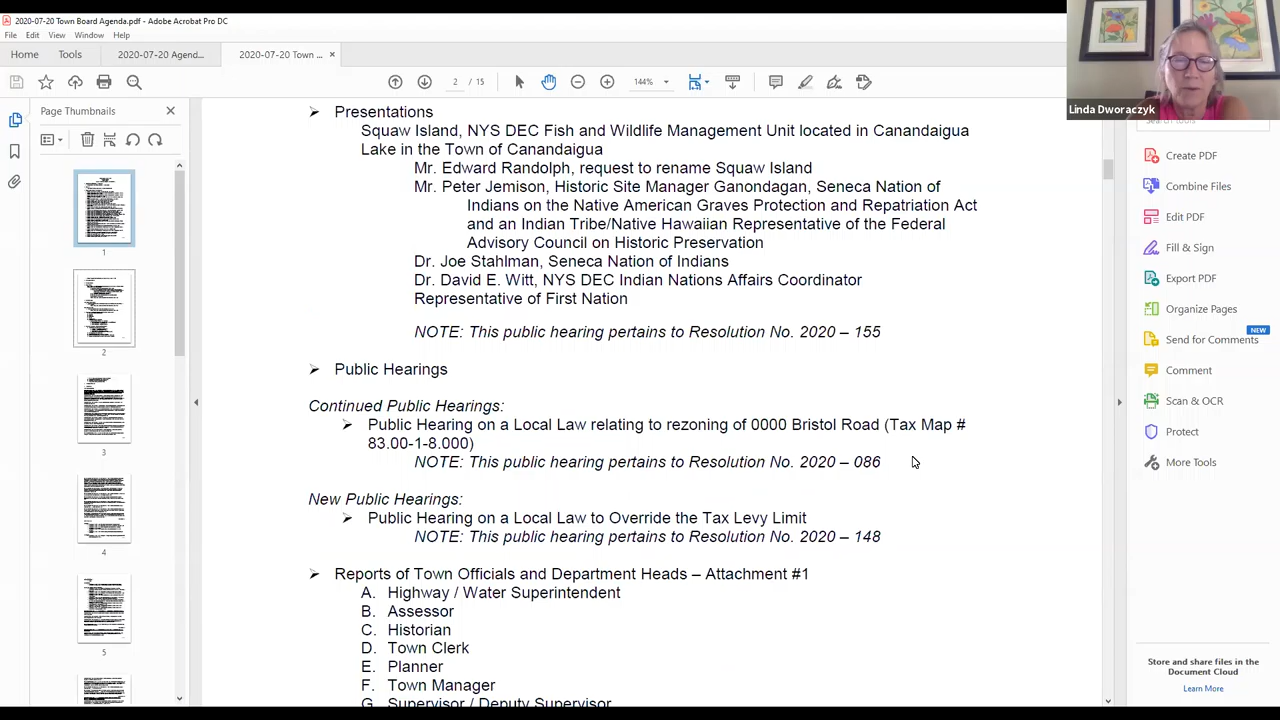 2020-07-20 Town Board Agenda.pdf - Adobe Acrobat Pro DC
File Edit View Window Help
Home Tools 2020-07-20 Agend... 2020-07-20 Town ... ×
2 / 15 144%
Linda Dworaczyk
Page Thumbnails
1
2
3
4
5
Presentations
Squaw Island, NYS DEC Fish and Wildlife Management Unit located in Canandaigua
Lake in the Town of Canandaigua
Mr. Edward Randolph, request to rename Squaw Island
Mr. Peter Jemison, Historic Site Manager Ganondagan, Seneca Nation of
Indians on the Native American Graves Protection and Repatriation Act
and an Indian Tribe/Native Hawaiian Representative of the Federal
Advisory Council on Historic Preservation
Dr. Joe Stahlman, Seneca Nation of Indians
Dr. David E. Witt, NYS DEC Indian Nations Affairs Coordinator
Representative of First Nation
NOTE: This public hearing pertains to Resolution No. 2020 – 155
Public Hearings
Continued Public Hearings:
Public Hearing on a Local Law relating to rezoning of 0000 Bristol Road (Tax Map #
83.00-1-8.000)
NOTE: This public hearing pertains to Resolution No. 2020 – 086
New Public Hearings:
Public Hearing on a Local Law to Override the Tax Levy Limit
NOTE: This public hearing pertains to Resolution No. 2020 – 148
Reports of Town Officials and Department Heads – Attachment #1
A. Highway / Water Superintendent
B. Assessor
C. Historian
D. Town Clerk
E. Planner
F. Town Manager
G. Supervisor / Deputy Supervisor
Search tools
Create PDF
Combine Files
Edit PDF
Fill & Sign
Export PDF
Organize Pages
NEW
Send for Comments
Comment
Scan & OCR
Protect
More Tools
Store and share files in the
Document Cloud
Learn More